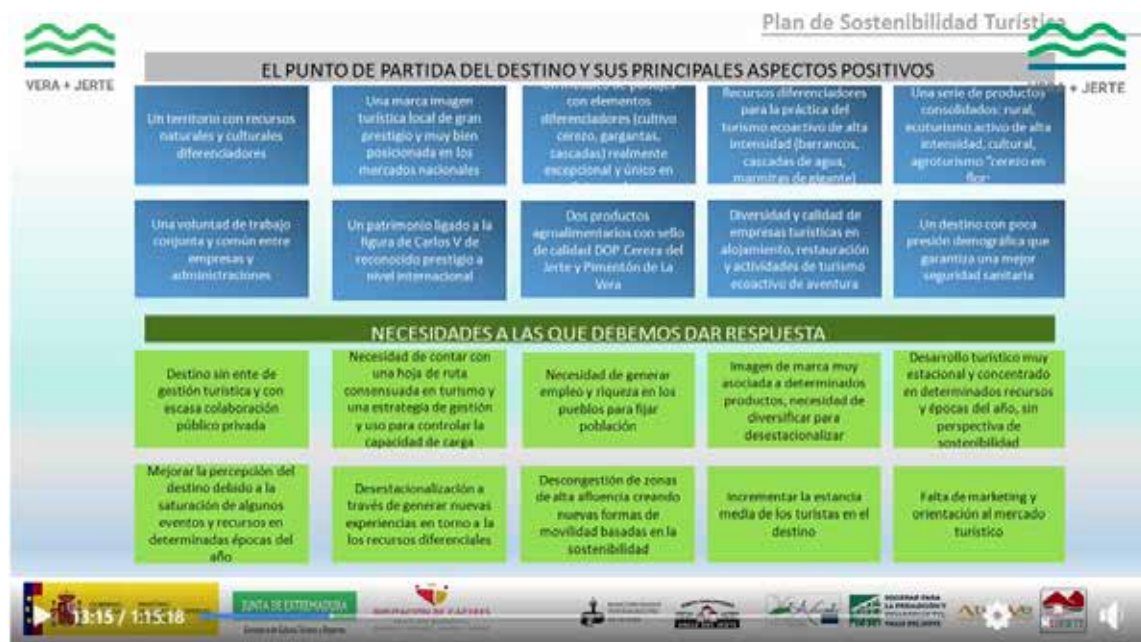 Plan de Sostenibilidad Turística
VERA + JERTE
+ JERTE
EL PUNTO DE PARTIDA DEL DESTINO Y SUS PRINCIPALES ASPECTOS POSITIVOS
Un territorio con recursos
naturales y culturales
diferenciadores
Una marca imagen
turística local de gran
prestigio y muy bien
posicionada en los
mercados nacionales
con elementos
diferenciadores (cultivo
cerezo, gargantas,
cascadas) realmente
excepcional y único en
Recursos diferenciadores
para la práctica del
turismo ecoactivo de alta
intensidad (barrancos,
cascadas de agua,
marmitas de gigante)
Una serie de productos
consolidados: rural,
ecoturismo activo de alta
intensidad, cultural,
agroturismo "cerezo en
flor"
Una voluntad de trabajo
conjunta y común entre
empresas y
administraciones
Un patrimonio ligado a la
figura de Carlos V de
reconocido prestigio a
nivel internacional
Dos productos
agroalimentarios con sello
de calidad DOP Cereza del
Jerte y Pimentón de La
Vera
Diversidad y calidad de
empresas turísticas en
alojamiento, restauración
y actividades de turismo
ecoactivo de aventura
Un destino con poca
presión demográfica que
garantiza una mejor
seguridad sanitaria
NECESIDADES A LAS QUE DEBEMOS DAR RESPUESTA
Destino sin ente de
gestión turística y con
escasa colaboración
público privada
Necesidad de contar con
una hoja de ruta
consensuada en turismo y
una estrategia de gestión
y uso para controlar la
capacidad de carga
Necesidad de generar
empleo y riqueza en los
pueblos para fijar
población
Imagen de marca muy
asociada a determinados
productos, necesidad de
diversificar para
desestacionalizar
Desarrollo turístico muy
estacional y concentrado
en determinados recursos
y épocas del año, sin
perspectiva de
sostenibilidad
Mejorar la percepción del
destino debido a la
saturación de algunos
eventos y recursos en
determinadas épocas del
año
Desestacionalización a
través de generar nuevas
experiencias en torno a la
los recursos diferenciales
Descongestión de zonas
de alta afluencia creando
nuevas formas de
movilidad basadas en la
sostenibilidad
Incrementar la estancia
media de los turistas en el
destino
Falta de marketing y
orientación al mercado
turístico
13:15 / 1:15:18
JUNTA DE EXTREMADURA